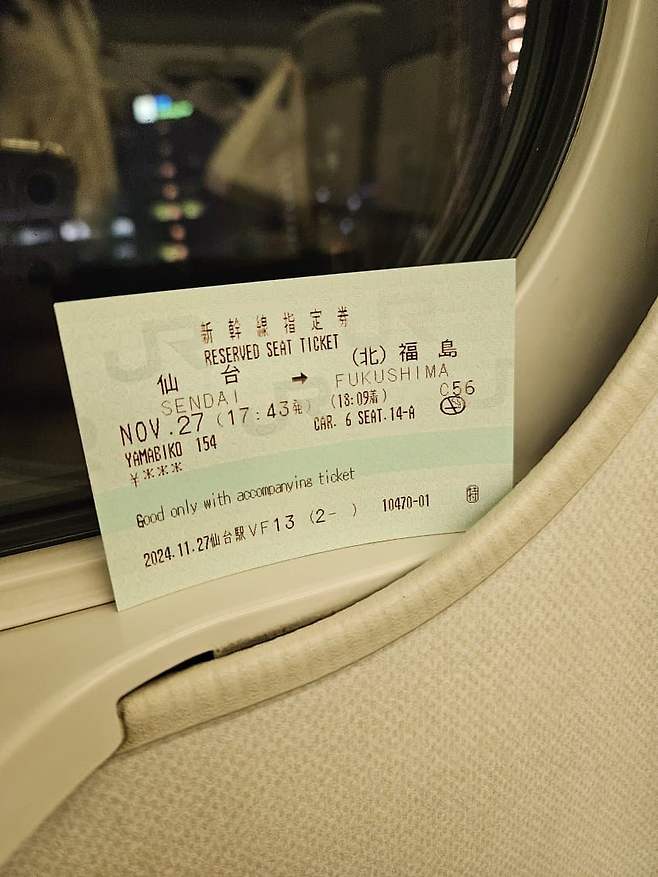 新幹線指定券
RESERVED SEAT TICKET
仙台 → (北)福島
SENDAI FUKUSHIMA
NOV.27 (17:43発) (18:09着) C56
YAMABIKO 154 CAR. 6 SEAT.14-A
¥***
Good only with accompanying ticket
2024.11.27仙台駅VF13 (2- ) 10470-01 特